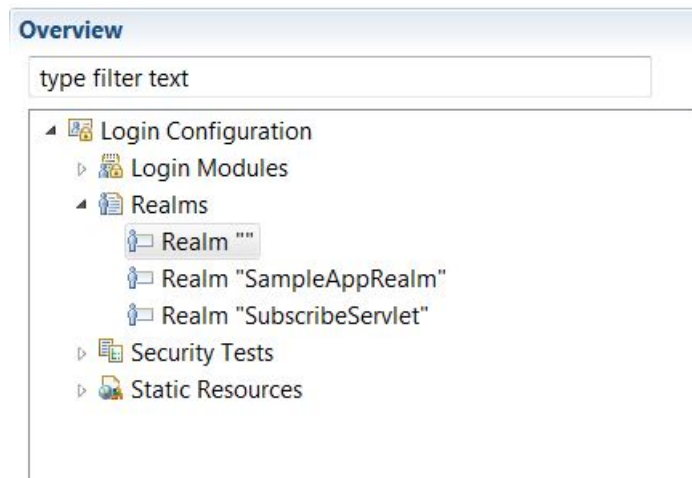 Overview
type filter text
Login Configuration
Login Modules
Realms
Realm ""
Realm "SampleAppRealm"
Realm "SubscribeServlet"
Security Tests
Static Resources